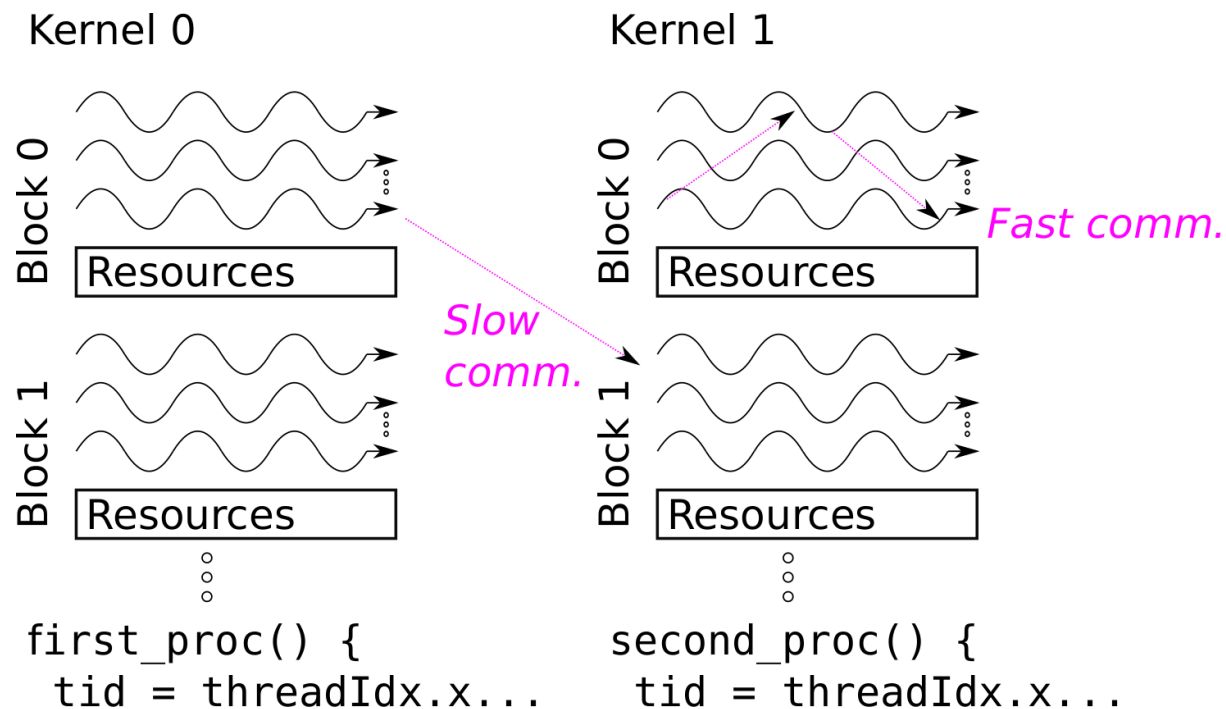 Kernel 0
Block 0
Resources
Block 1
Resources
first_proc() {
tid = threadIdx.x...
Slow
comm.
Kernel 1
Block 0
Fast comm.
Resources
Block 1
Resources
second_proc() {
tid = threadIdx.x...